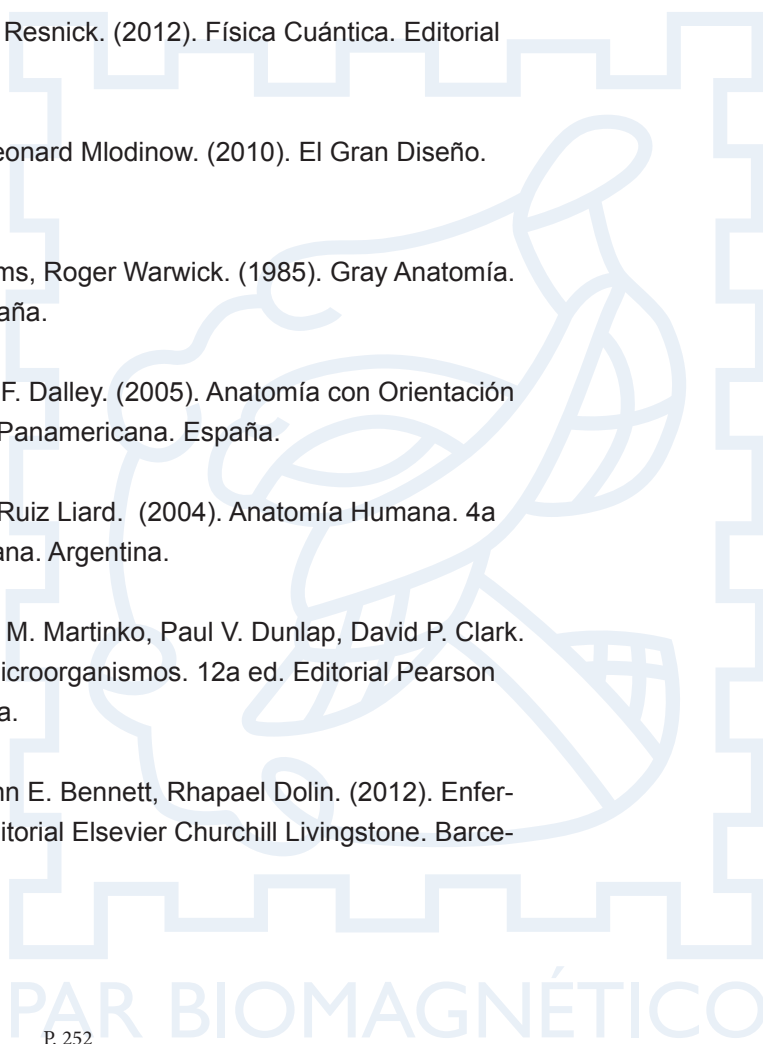 Resnick. (2012). Física Cuántica. Editorial
eonard Mlodinow. (2010). El Gran Diseño.
ms, Roger Warwick. (1985). Gray Anatomía.
aña.
F. Dalley. (2005). Anatomía con Orientación
Panamericana. España.
Ruiz Liard. (2004). Anatomía Humana. 4a
ana. Argentina.
M. Martinko, Paul V. Dunlap, David P. Clark.
icroorganismos. 12a ed. Editorial Pearson
a.
nn E. Bennett, Rhapael Dolin. (2012). Enfer-
itorial Elsevier Churchill Livingstone. Barce-
PAR BIOMAGNÉTICO
P. 252